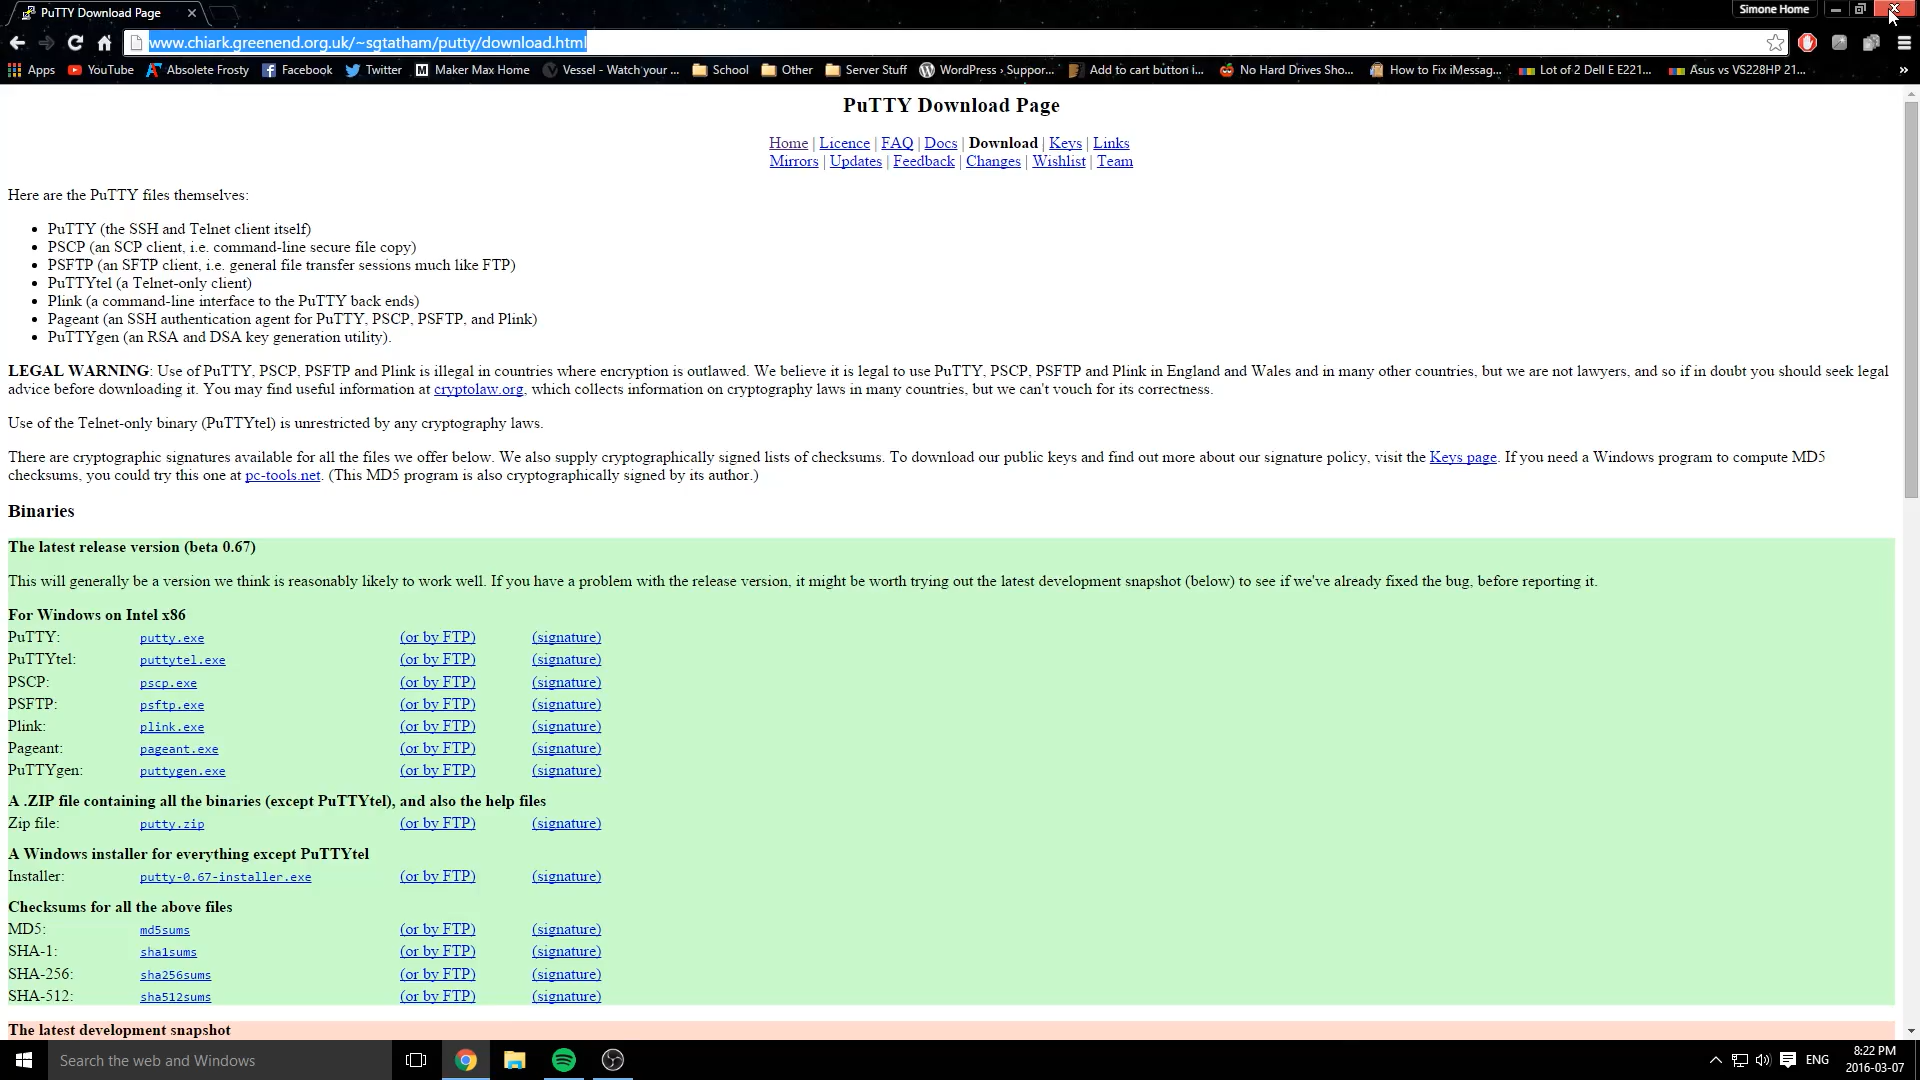 PuTTY Download Page
Simone Home
www.chiark.greenend.org.uk/~sgtatham/putty/download.html
Apps YouTube Absolete Frosty Facebook Twitter Maker Max Home Vessel - Watch your ... School Other Server Stuff WordPress › Suppor... Add to cart button i... No Hard Drives Sho... How to Fix iMessag... Lot of 2 Dell E E221... Asus vs VS228HP 21... »
PuTTY Download Page
Home | Licence | FAQ | Docs | Download | Keys | Links
Mirrors | Updates | Feedback | Changes | Wishlist | Team
Here are the PuTTY files themselves:
• PuTTY (the SSH and Telnet client itself)
• PSCP (an SCP client, i.e. command-line secure file copy)
• PSFTP (an SFTP client, i.e. general file transfer sessions much like FTP)
• PuTTYtel (a Telnet-only client)
• Plink (a command-line interface to the PuTTY back ends)
• Pageant (an SSH authentication agent for PuTTY, PSCP, PSFTP, and Plink)
• PuTTYgen (an RSA and DSA key generation utility).
LEGAL WARNING: Use of PuTTY, PSCP, PSFTP and Plink is illegal in countries where encryption is outlawed. We believe it is legal to use PuTTY, PSCP, PSFTP and Plink in England and Wales and in many other countries, but we are not lawyers, and so if in doubt you should seek legal
advice before downloading it. You may find useful information at cryptolaw.org, which collects information on cryptography laws in many countries, but we can't vouch for its correctness.
Use of the Telnet-only binary (PuTTYtel) is unrestricted by any cryptography laws.
There are cryptographic signatures available for all the files we offer below. We also supply cryptographically signed lists of checksums. To download our public keys and find out more about our signature policy, visit the Keys page. If you need a Windows program to compute MD5
checksums, you could try this one at pc-tools.net. (This MD5 program is also cryptographically signed by its author.)
Binaries
The latest release version (beta 0.67)
This will generally be a version we think is reasonably likely to work well. If you have a problem with the release version, it might be worth trying out the latest development snapshot (below) to see if we've already fixed the bug, before reporting it.
For Windows on Intel x86
PuTTY: putty.exe (or by FTP) (signature)
PuTTYtel: puttytel.exe (or by FTP) (signature)
PSCP: pscp.exe (or by FTP) (signature)
PSFTP: psftp.exe (or by FTP) (signature)
Plink: plink.exe (or by FTP) (signature)
Pageant: pageant.exe (or by FTP) (signature)
PuTTYgen: puttygen.exe (or by FTP) (signature)
A .ZIP file containing all the binaries (except PuTTYtel), and also the help files
Zip file: putty.zip (or by FTP) (signature)
A Windows installer for everything except PuTTYtel
Installer: putty-0.67-installer.exe (or by FTP) (signature)
Checksums for all the above files
MD5: md5sums (or by FTP) (signature)
SHA-1: sha1sums (or by FTP) (signature)
SHA-256: sha256sums (or by FTP) (signature)
SHA-512: sha512sums (or by FTP) (signature)
The latest development snapshot
Search the web and Windows
ENG
8:22 PM
2016-03-07